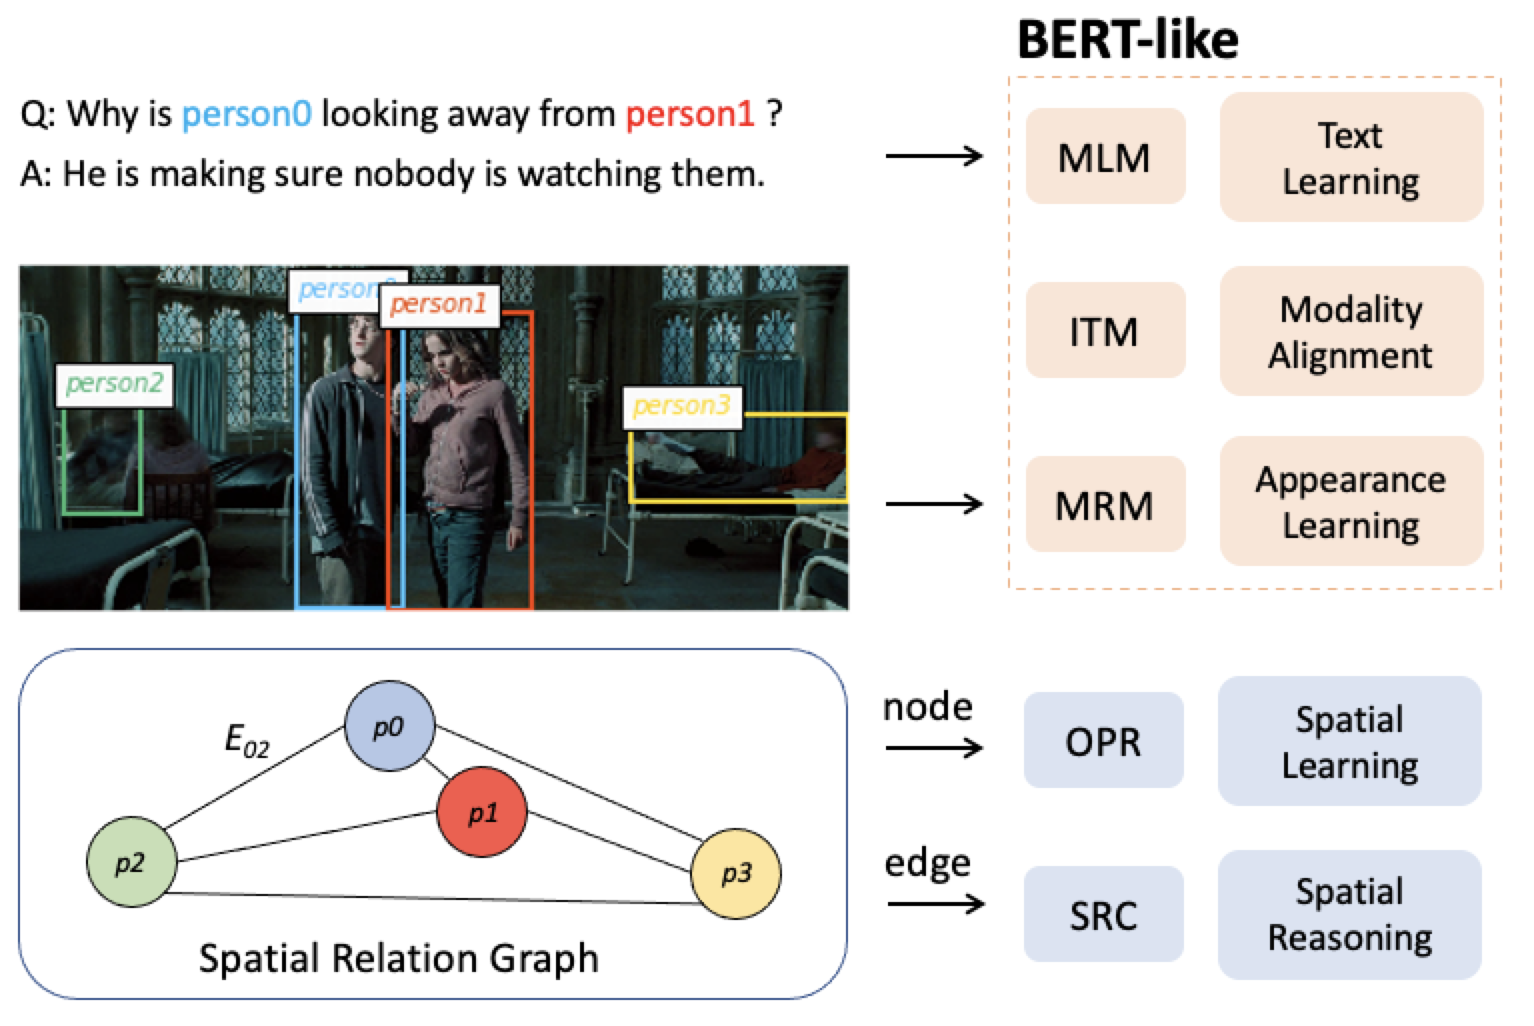 BERT-like
Q: Why is person0 looking away from person1 ?
A: He is making sure nobody is watching them.
MLM
Text
Learning
ITM
Modality
Alignment
MRM
Appearance
Learning
person0
person1
person2
person3
E02
p0
p1
p2
p3
Spatial Relation Graph
node
OPR
Spatial
Learning
edge
SRC
Spatial
Reasoning